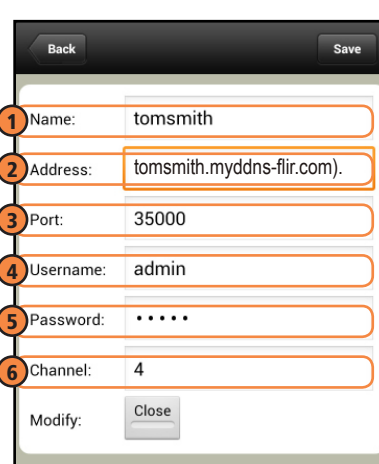 Back Save
1 Name: tomsmith
2 Address: tomsmith.myddns-flir.com).
3 Port: 35000
4 Username: admin
5 Password: •••••
6 Channel: 4
Modify: Close